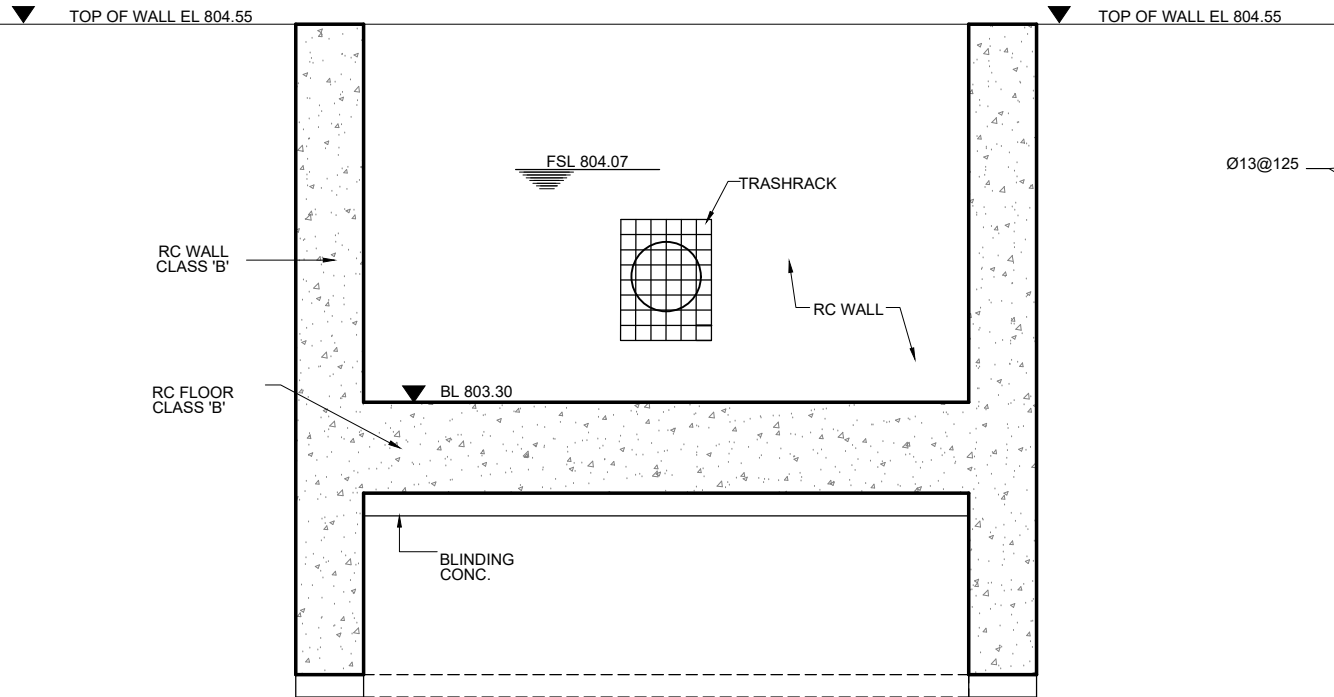 TOP OF WALL EL 804.55
TOP OF WALL EL 804.55
FSL 804.07
Ø13@125
TRASHRACK
RC WALL
CLASS 'B'
RC WALL
BL 803.30
RC FLOOR
CLASS 'B'
BLINDING
CONC.